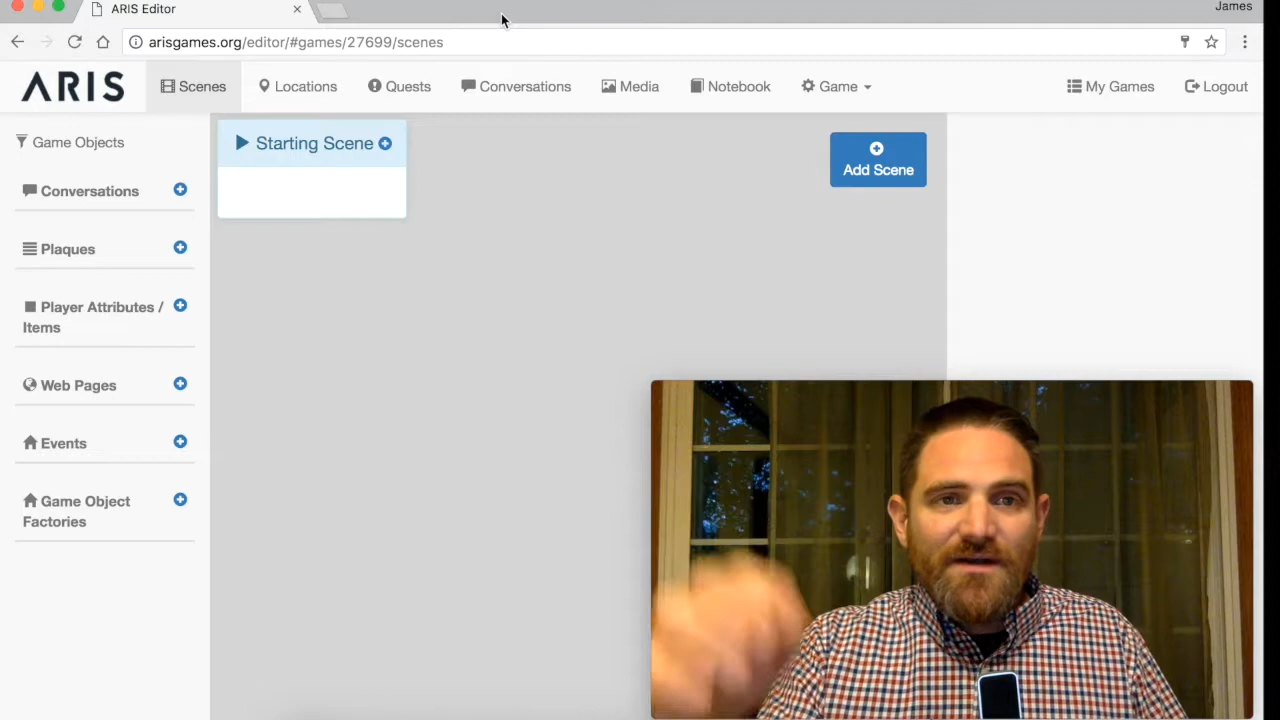 ARIS Editor
James
arisgames.org/editor/#games/27699/scenes
ARIS Scenes Locations Quests Conversations Media Notebook Game My Games Logout
Game Objects
Starting Scene
Add Scene
Conversations
Plaques
Player Attributes /
Items
Web Pages
Events
Game Object
Factories